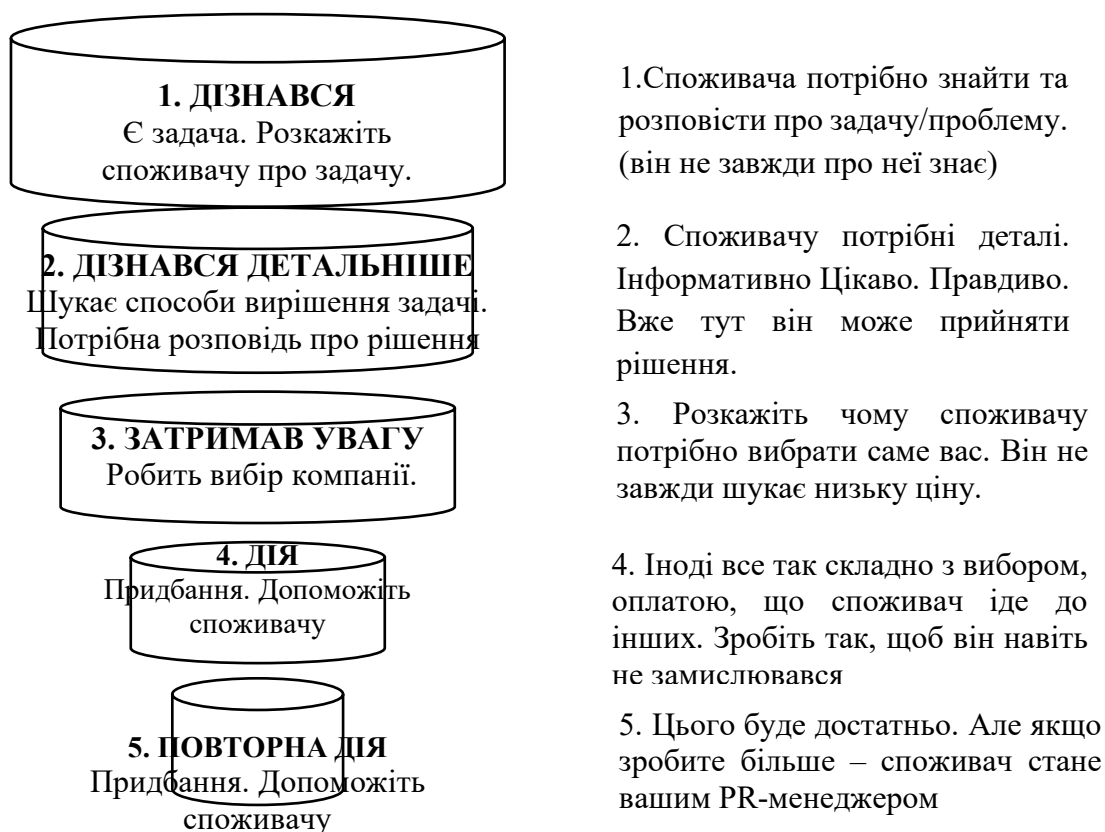 1. ДІЗНАВСЯ
Є задача. Розкажіть
споживачу про задачу.
1.Споживача потрібно знайти та
розповісти про задачу/проблему.
(він не завжди про неї знає)
2. ДІЗНАВСЯ ДЕТАЛЬНІШЕ
Шукає способи вирішення задачі.
Потрібна розповідь про рішення
2. Споживачу потрібні деталі.
Інформативно Цікаво. Правдиво.
Вже тут він може прийняти
рішення.
3. ЗАТРИМАВ УВАГУ
Робить вибір компанії.
3. Розкажіть чому споживачу
потрібно вибрати саме вас. Він не
завжди шукає низьку ціну.
4. ДІЯ
Придбання. Допоможіть
споживачу
4. Іноді все так складно з вибором,
оплатою, що споживач іде до
інших. Зробіть так, щоб він навіть
не замислювався
5. ПОВТОРНА ДІЯ
Придбання. Допоможіть
споживачу
5. Цього буде достатньо. Але якщо
зробите більше – споживач стане
вашим PR-менеджером